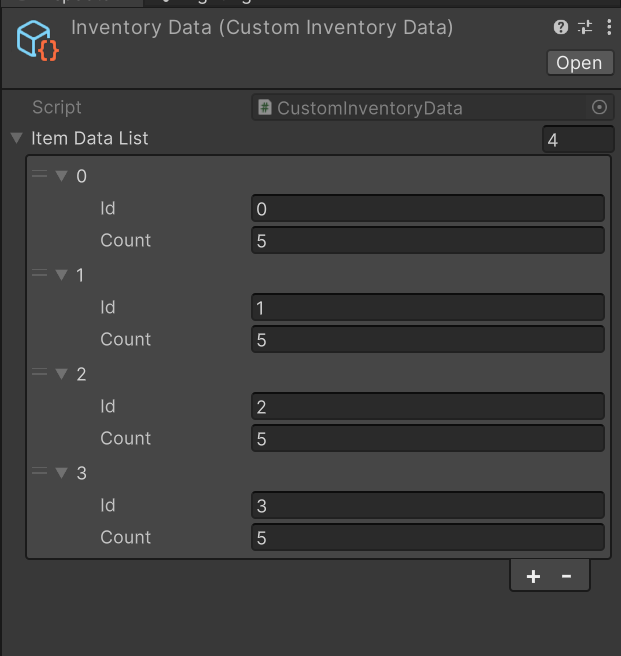 Inventory Data (Custom Inventory Data)
Open
Script
CustomInventoryData
Item Data List
4
0
Id
0
Count
5
1
Id
1
Count
5
2
Id
2
Count
5
3
Id
3
Count
5
+ -